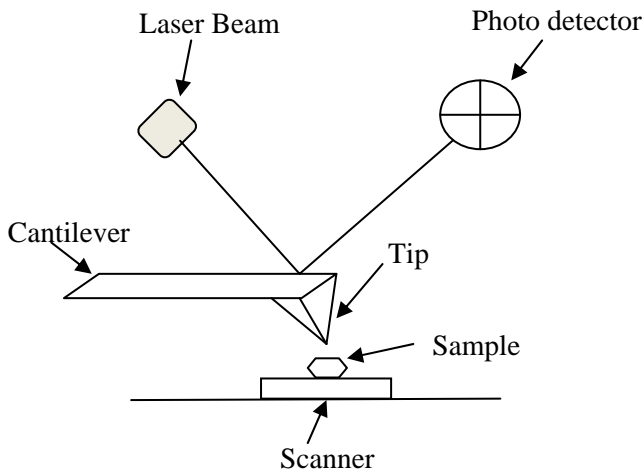 Laser Beam
Photo detector
Cantilever
Tip
Sample
Scanner